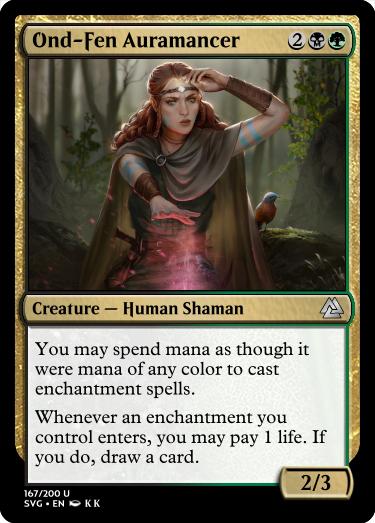 Ond-Fen Auramancer 2
Creature — Human Shaman
You may spend mana as though it
were mana of any color to cast
enchantment spells.
Whenever an enchantment you
control enters, you may pay 1 life. If
you do, draw a card.
2/3
167/200 U
SVG • EN K K